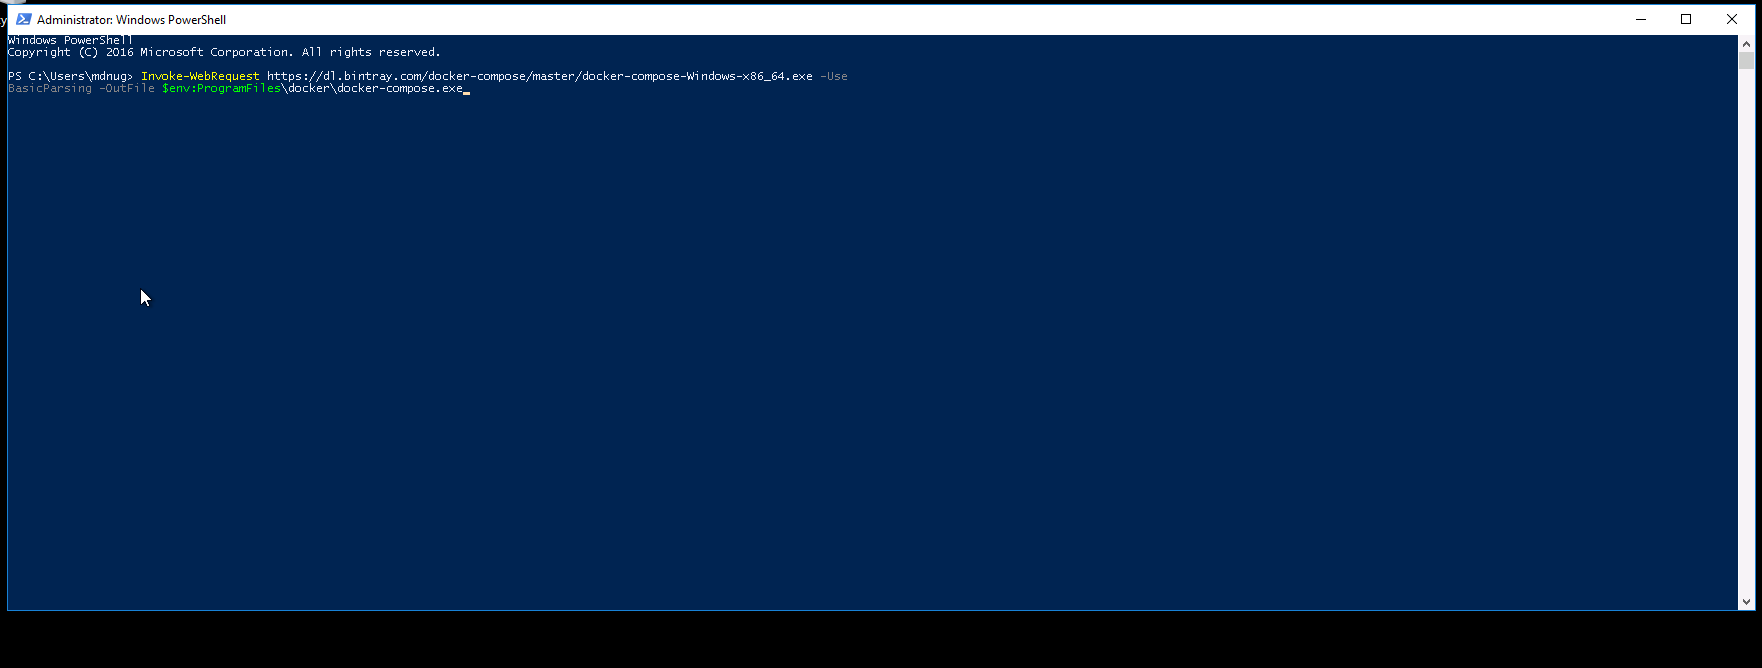 Administrator: Windows PowerShell
Windows PowerShell
Copyright (C) 2016 Microsoft Corporation. All rights reserved.
PS C:\Users\mdnug> Invoke-WebRequest https://dl.bintray.com/docker-compose/master/docker-compose-Windows-x86_64.exe -Use
BasicParsing -OutFile $env:ProgramFiles\docker\docker-compose.exe